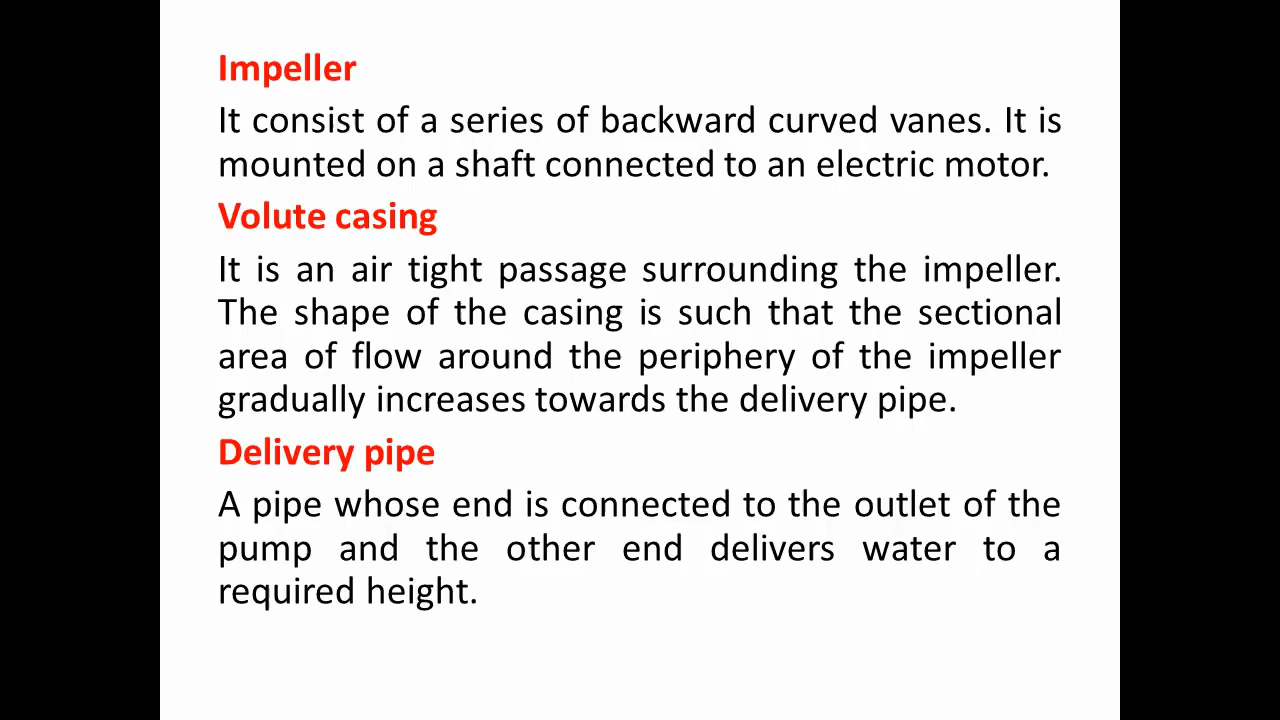 Impeller
It consist of a series of backward curved vanes. It is
mounted on a shaft connected to an electric motor.
Volute casing
It is an air tight passage surrounding the impeller.
The shape of the casing is such that the sectional
area of flow around the periphery of the impeller
gradually increases towards the delivery pipe.
Delivery pipe
A pipe whose end is connected to the outlet of the
pump and the other end delivers water to a
required height.